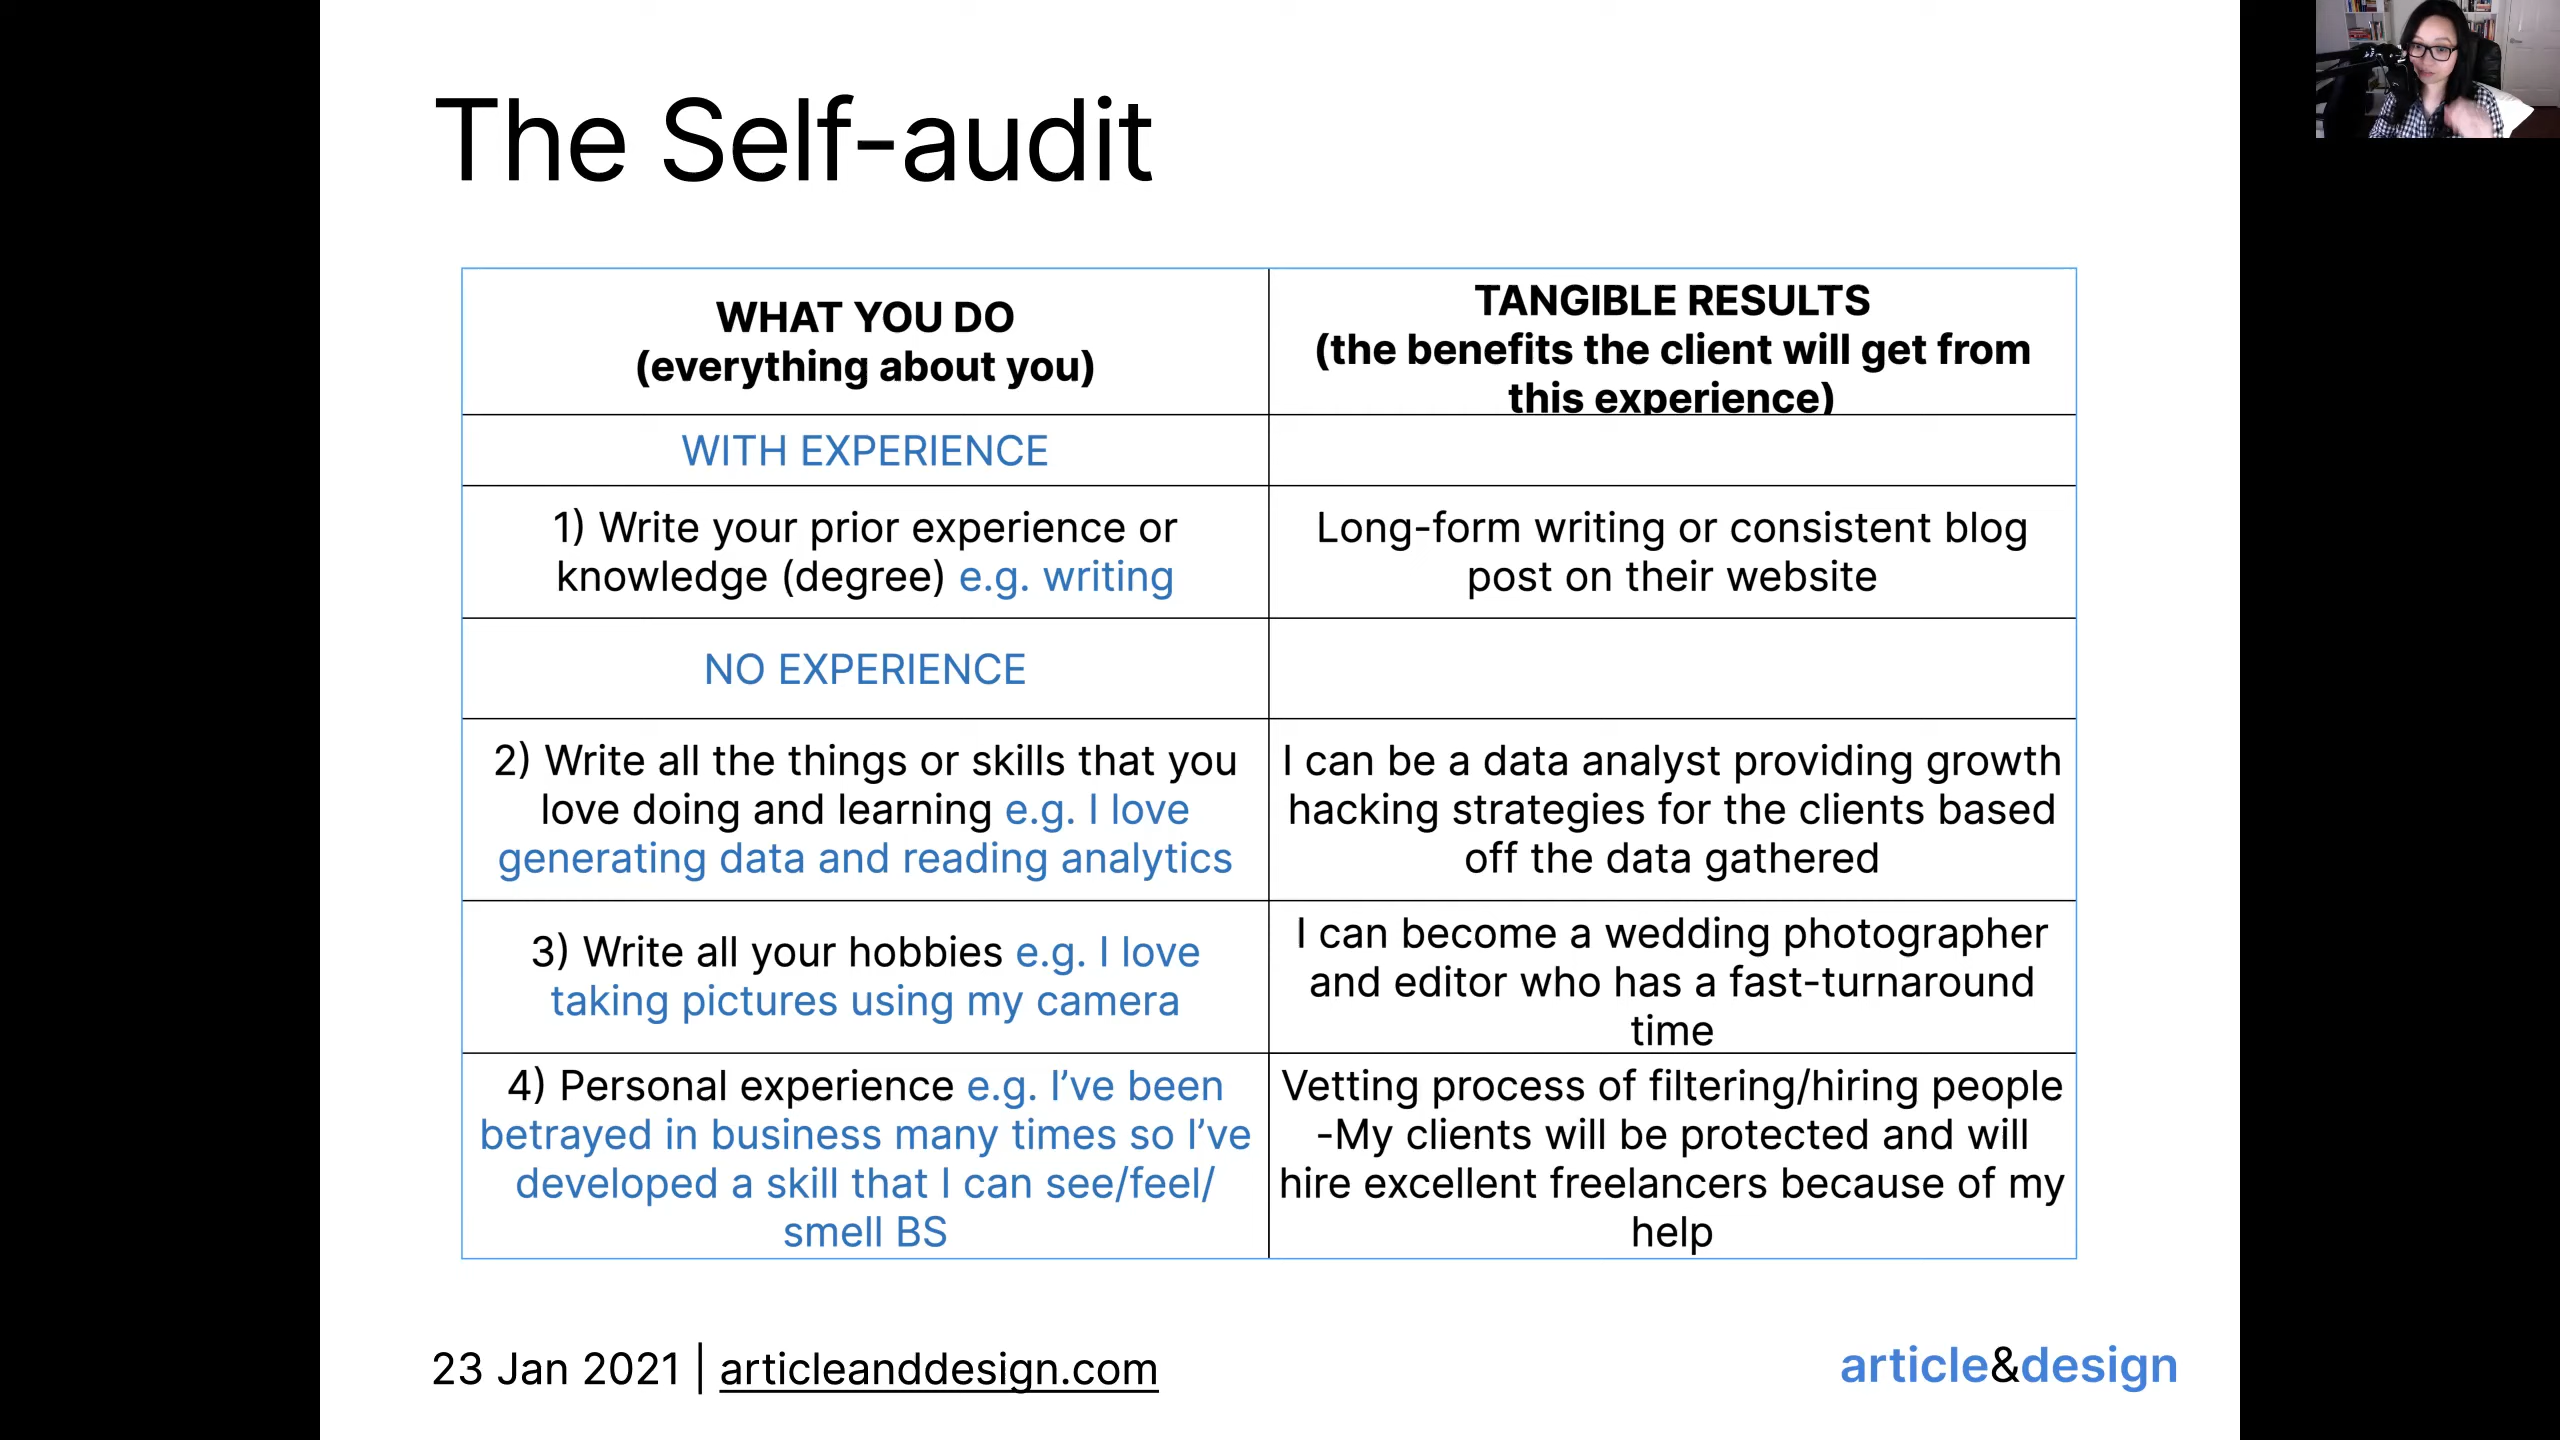 The Self-audit
WHAT YOU DO
(everything about you)
TANGIBLE RESULTS
(the benefits the client will get from
this experience)
WITH EXPERIENCE
1) Write your prior experience or
knowledge (degree) e.g. writing
Long-form writing or consistent blog
post on their website
NO EXPERIENCE
2) Write all the things or skills that you
love doing and learning e.g. I love
generating data and reading analytics
I can be a data analyst providing growth
hacking strategies for the clients based
off the data gathered
3) Write all your hobbies e.g. I love
taking pictures using my camera
I can become a wedding photographer
and editor who has a fast-turnaround
time
4) Personal experience e.g. I’ve been
betrayed in business many times so I’ve
developed a skill that I can see/feel/
smell BS
Vetting process of filtering/hiring people
-My clients will be protected and will
hire excellent freelancers because of my
help
23 Jan 2021 | articleanddesign.com
article&design